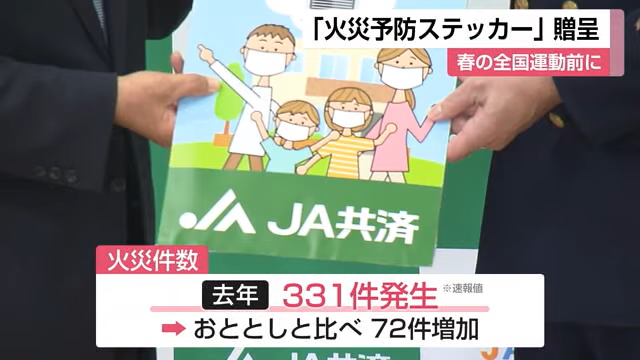 「火災予防ステッカー」贈呈
春の全国運動前に
JA共済
火災件数
去年 331件発生 ※速報値
➡ おととしと比べ 72件増加
JA共済
JA